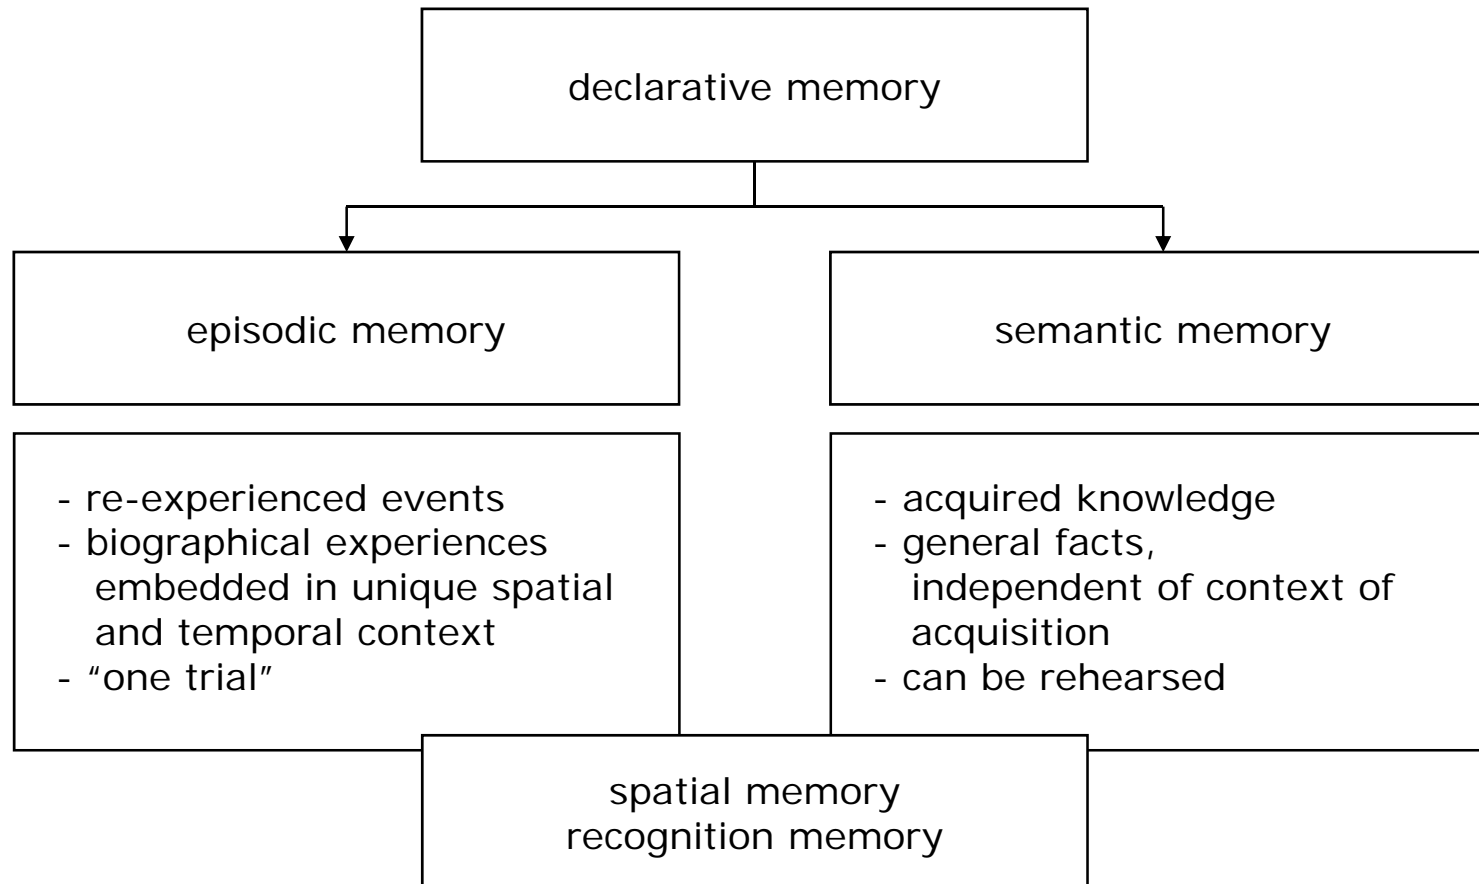 declarative memory
episodic memory
semantic memory
- re-experienced events
- biographical experiences
embedded in unique spatial
and temporal context
- “one trial”
- acquired knowledge
- general facts,
independent of context of
acquisition
- can be rehearsed
spatial memory
recognition memory